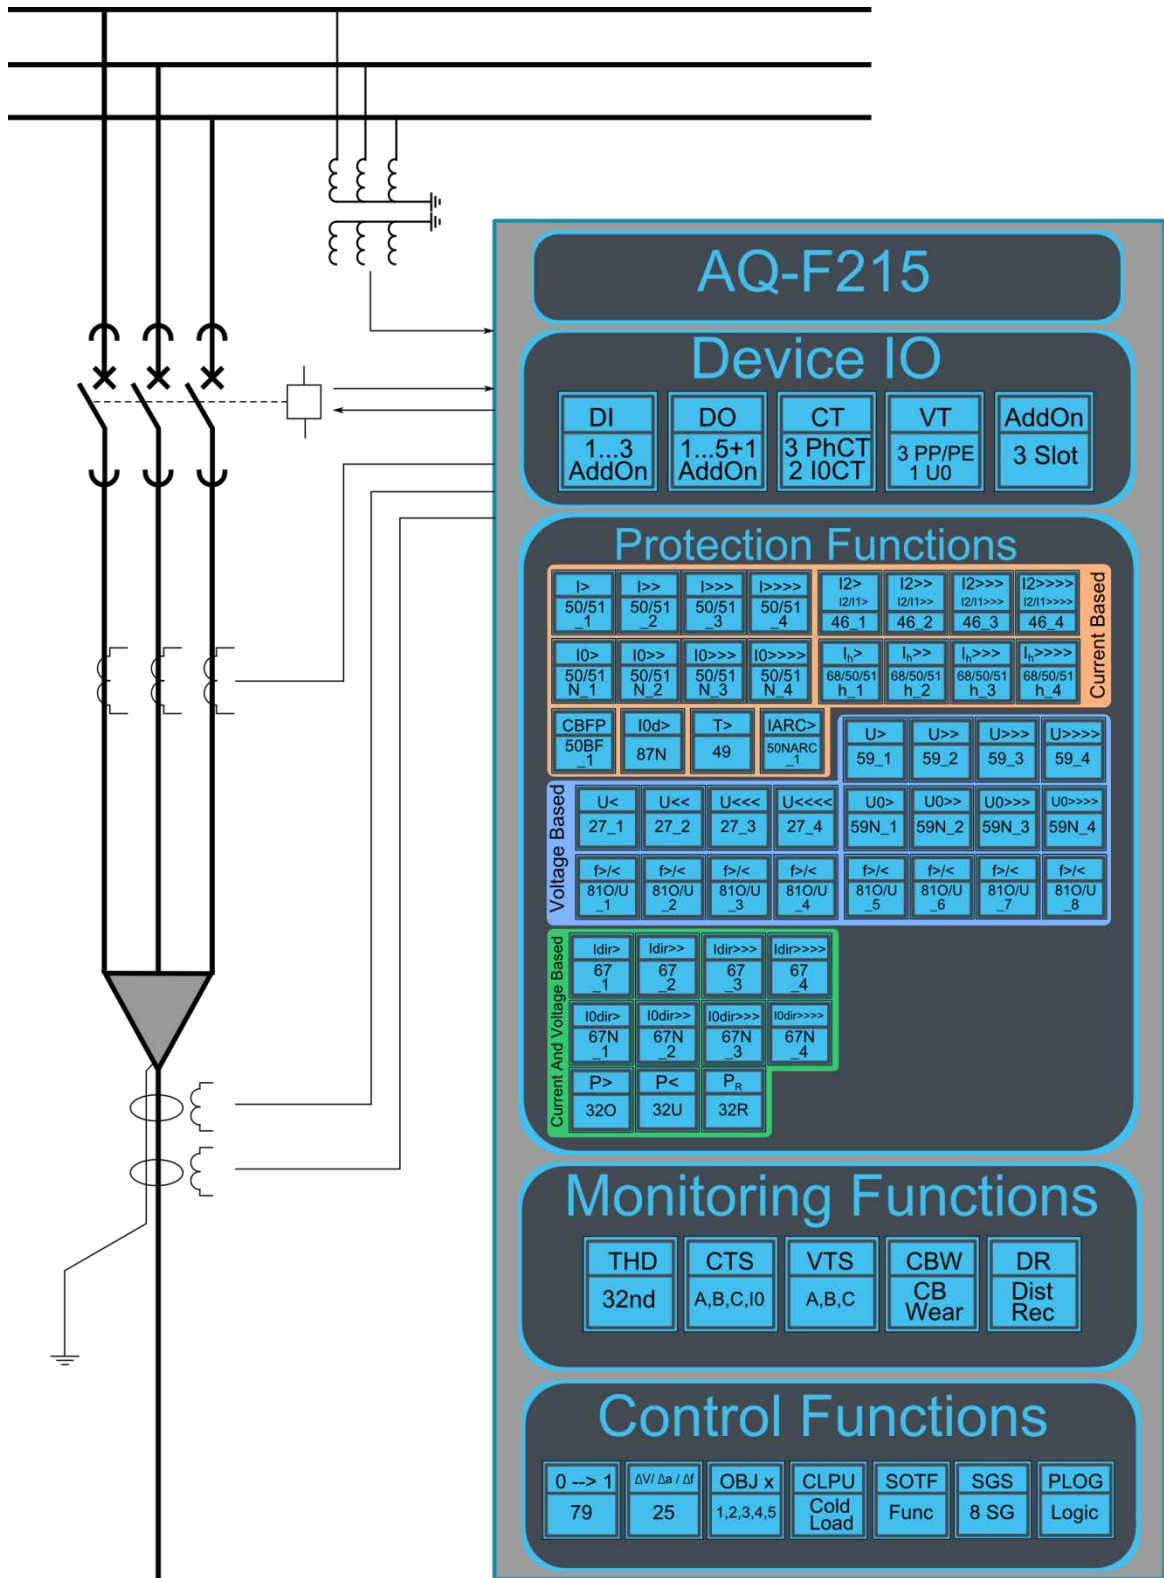 AQ-F215
Device IO
DI DO CT VT AddOn
1...3 1...5+1 3 PhCT 3 PP/PE 3 Slot
AddOn AddOn 2 I0CT 1 U0
Protection Functions
I> I>> I>>> I>>>> I2> I2>> I2>>> I2>>>>
I2/I1> I2/I1>> I2/I1>>> I2/I1>>>>
50/51 50/51 50/51 50/51
_1 _2 _3 _4 46_1 46_2 46_3 46_4
Current Based
I0> I0>> I0>>> I0>>>> Ih> Ih>> Ih>>> Ih>>>>
50/51 50/51 50/51 50/51 68/50/51 68/50/51 68/50/51 68/50/51
N_1 N_2 N_3 N_4 h_1 h_2 h_3 h_4
CBFP I0d> T> IARC>
50BF 87N 49 50NARC
_1 _1
U> U>> U>>> U>>>>
59_1 59_2 59_3 59_4
Voltage Based
U< U<< U<<< U<<<< U0> U0>> U0>>> U0>>>>
27_1 27_2 27_3 27_4 59N_1 59N_2 59N_3 59N_4
f>/< f>/< f>/< f>/< f>/< f>/< f>/< f>/<
81O/U 81O/U 81O/U 81O/U 81O/U 81O/U 81O/U 81O/U
_1 _2 _3 _4 _5 _6 _7 _8
Current And Voltage Based
Idir> Idir>> Idir>>> Idir>>>>
67 67 67 67
_1 _2 _3 _4
I0dir> I0dir>> I0dir>>> I0dir>>>>
67N 67N 67N 67N
_1 _2 _3 _4
P> P< PR
32O 32U 32R
Monitoring Functions
THD CTS VTS CBW DR
32nd A,B,C,I0 A,B,C CB Dist
Wear Rec
Control Functions
0 --> 1 ΔV/ Δa / Δf OBJ x CLPU SOTF SGS PLOG
79 25 1,2,3,4,5 Cold Func 8 SG Logic
Load